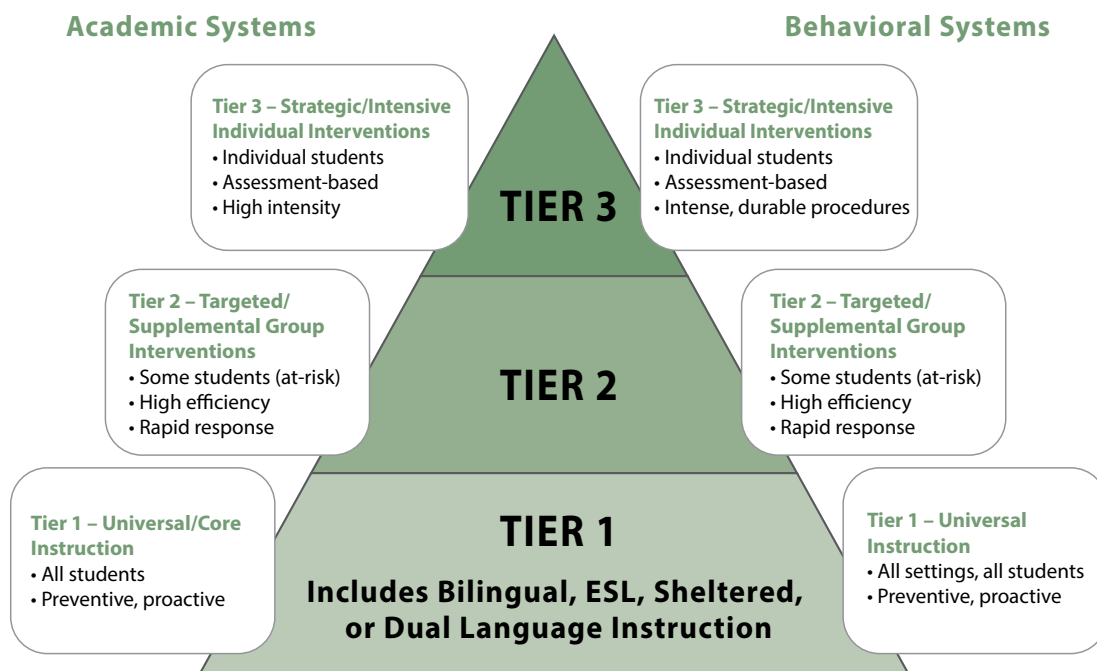 Academic Systems
Behavioral Systems
Tier 3 – Strategic/Intensive
Individual Interventions
• Individual students
• Assessment-based
• High intensity
TIER 3
Tier 3 – Strategic/Intensive
Individual Interventions
• Individual students
• Assessment-based
• Intense, durable procedures
Tier 2 – Targeted/
Supplemental Group
Interventions
• Some students (at-risk)
• High efficiency
• Rapid response
TIER 2
Tier 2 – Targeted/
Supplemental Group
Interventions
• Some students (at-risk)
• High efficiency
• Rapid response
Tier 1 – Universal/Core
Instruction
• All students
• Preventive, proactive
TIER 1
Includes Bilingual, ESL, Sheltered,
or Dual Language Instruction
Tier 1 – Universal
Instruction
• All settings, all students
• Preventive, proactive